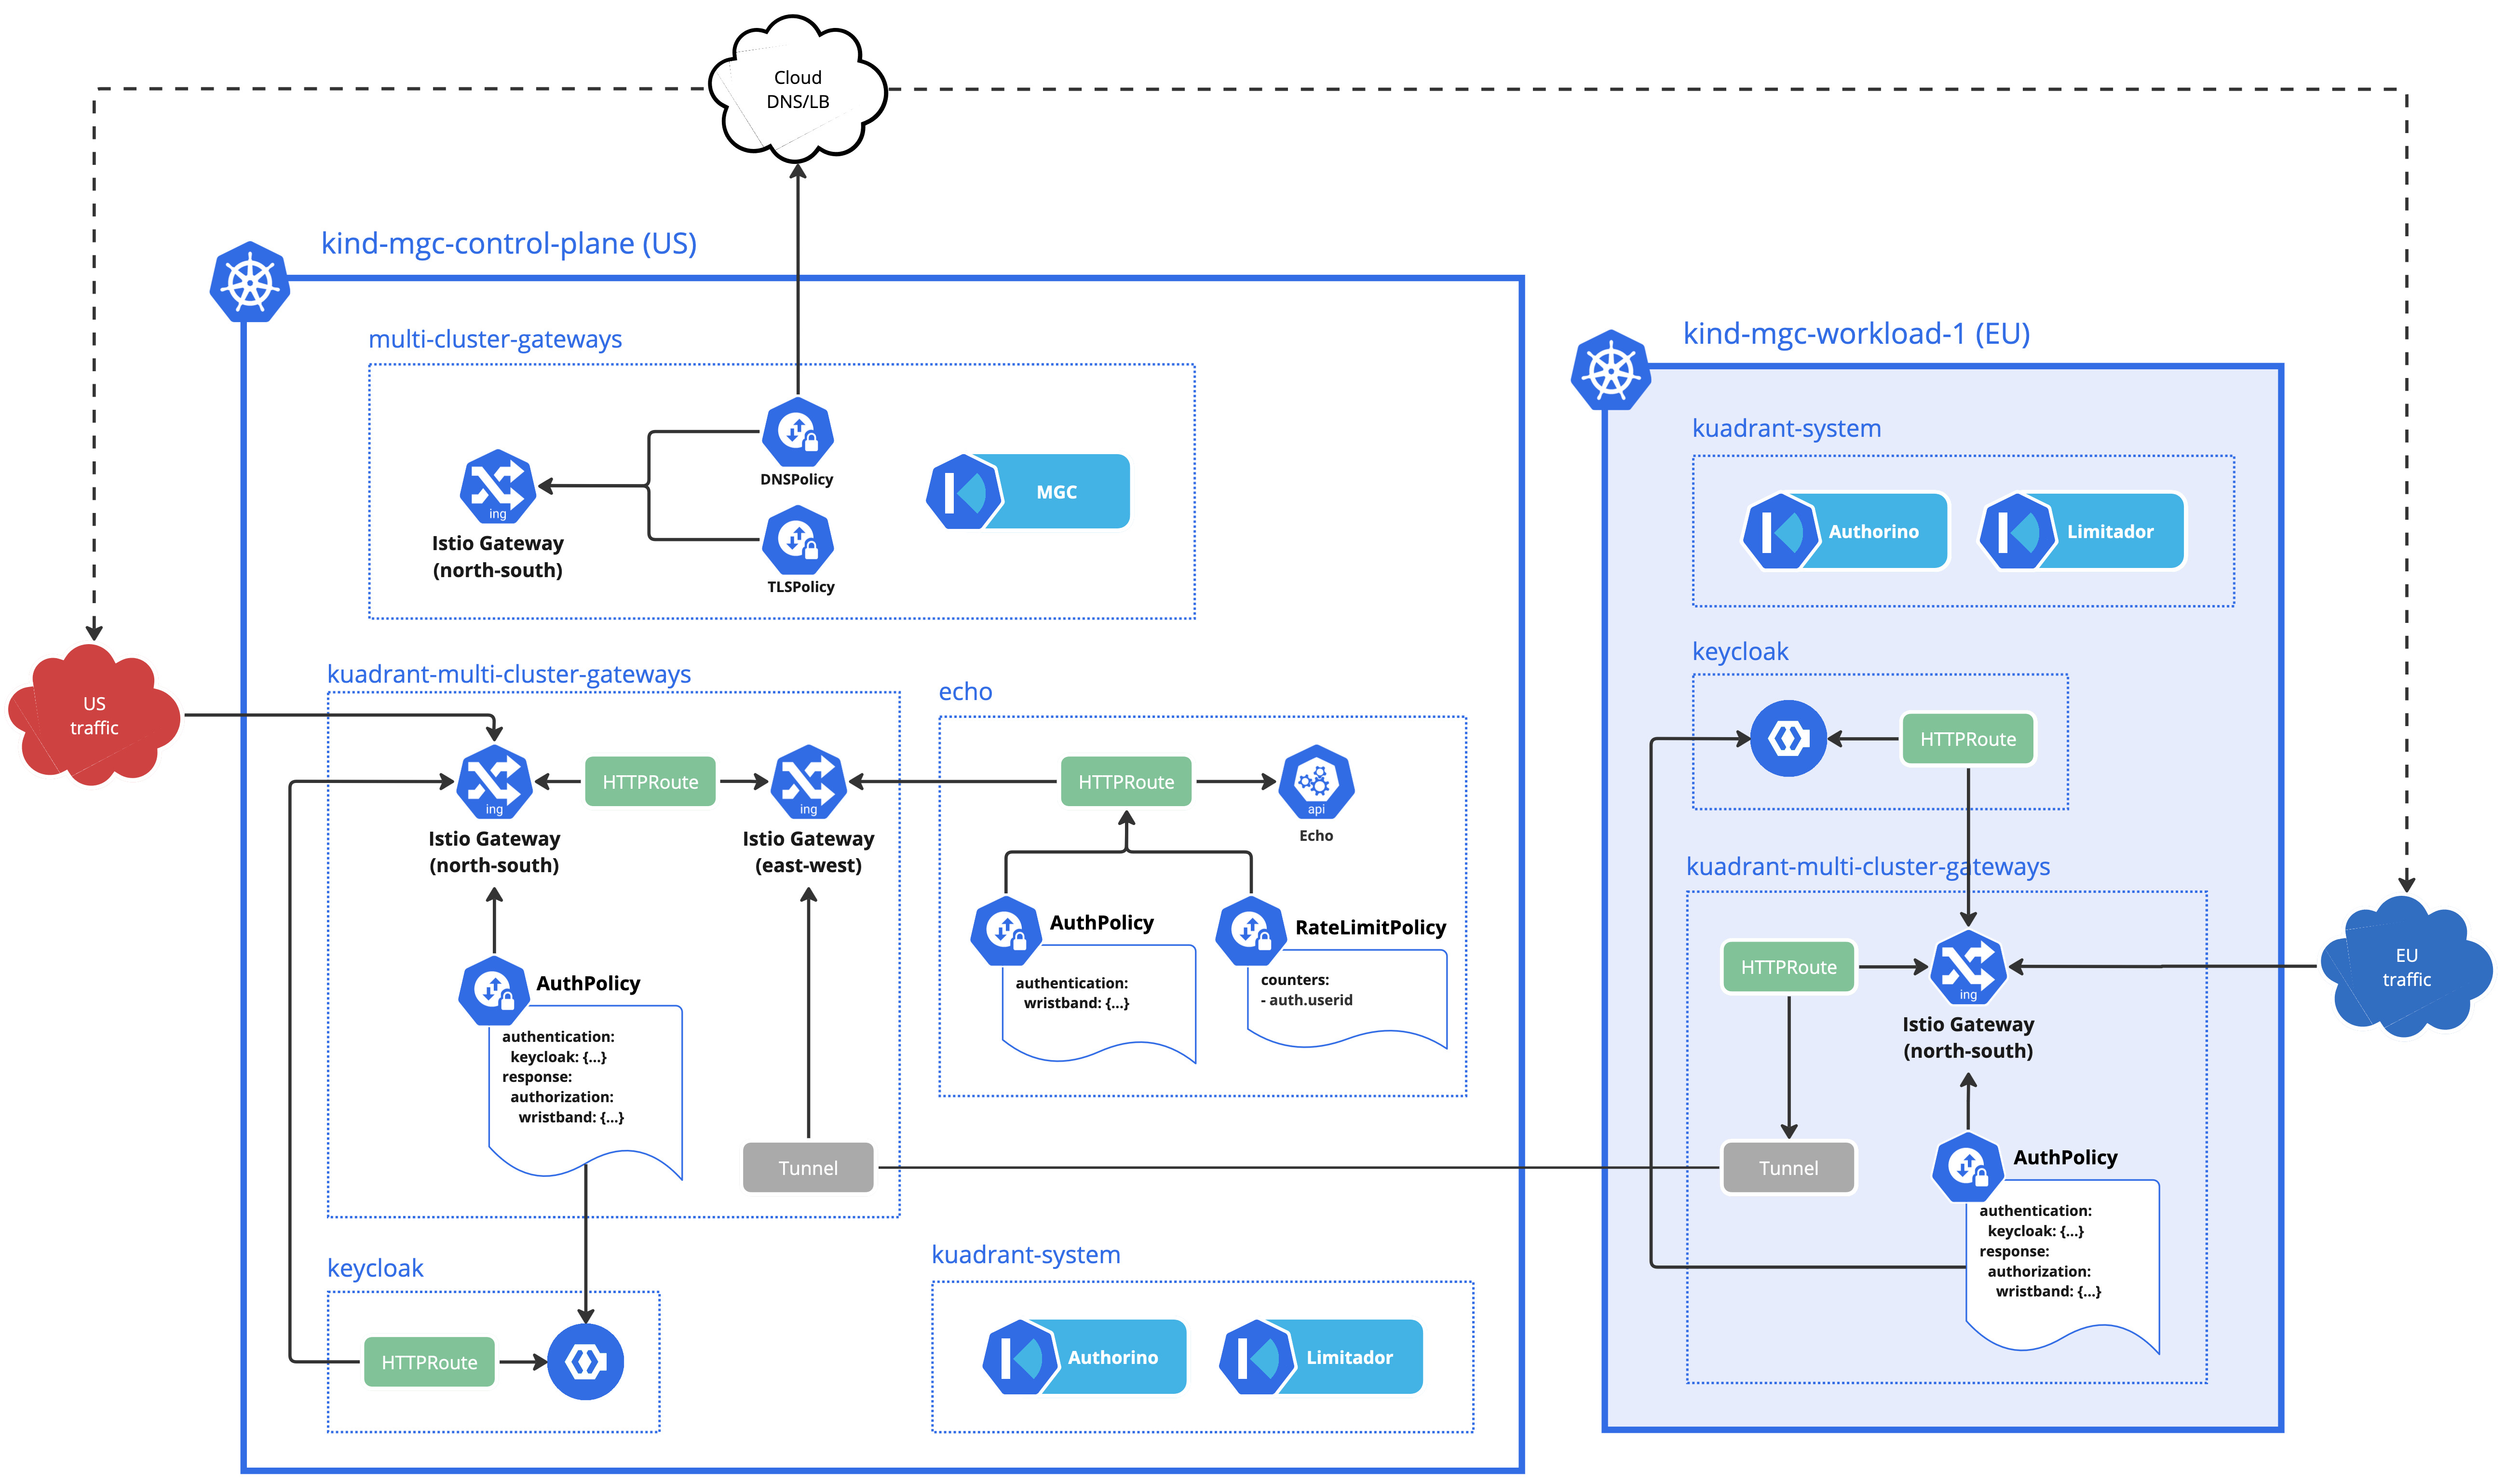 Cloud
DNS/LB
kind-mgc-control-plane (US)
multi-cluster-gateways
DNSPolicy
ing
Istio Gateway
(north-south)
TLSPolicy
MGC
US
traffic
kuadrant-multi-cluster-gateways
ing
Istio Gateway
(north-south)
HTTPRoute
ing
Istio Gateway
(east-west)
AuthPolicy
authentication:
keycloak: {...}
response:
authorization:
wristband: {...}
Tunnel
echo
HTTPRoute
api
Echo
AuthPolicy
authentication:
wristband: {...}
RateLimitPolicy
counters:
- auth.userid
keycloak
HTTPRoute
kuadrant-system
Authorino
Limitador
kind-mgc-workload-1 (EU)
kuadrant-system
Authorino
Limitador
keycloak
HTTPRoute
kuadrant-multi-cluster-gateways
HTTPRoute
ing
Istio Gateway
(north-south)
Tunnel
AuthPolicy
authentication:
keycloak: {...}
response:
authorization:
wristband: {...}
EU
traffic